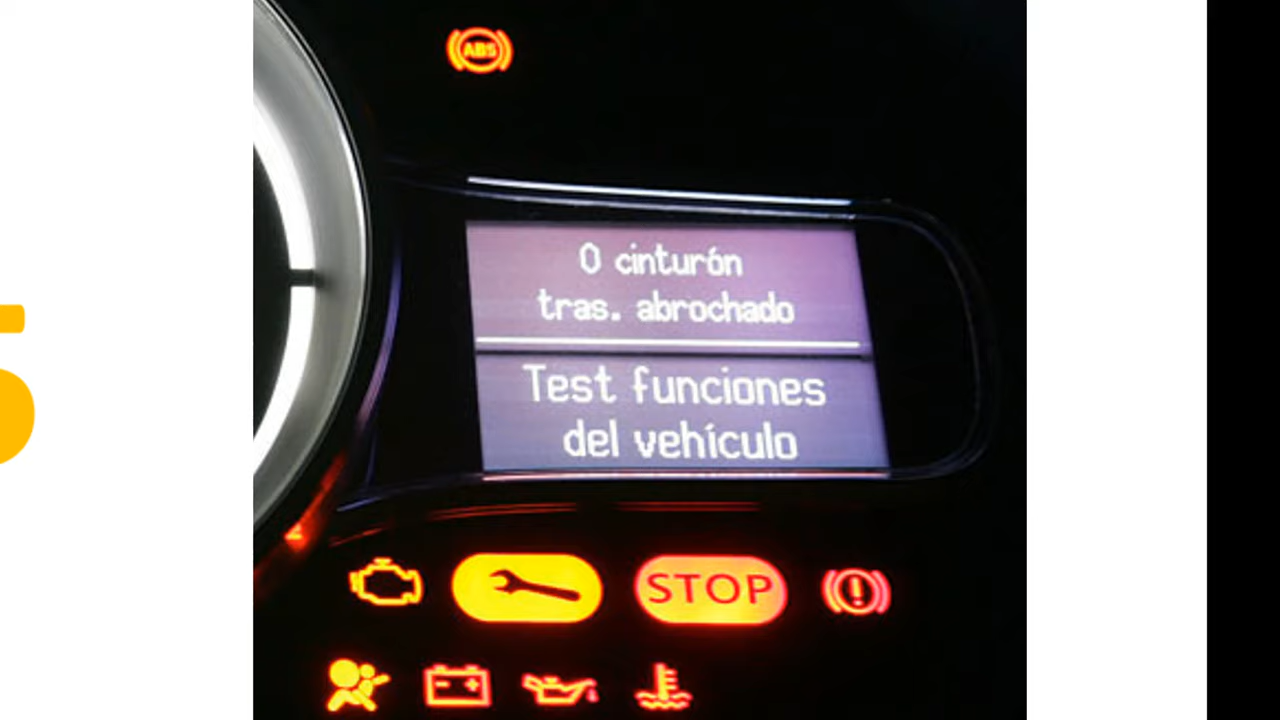 ABS
0 cinturón
tras. abrochado
Test funciones
del vehículo
STOP